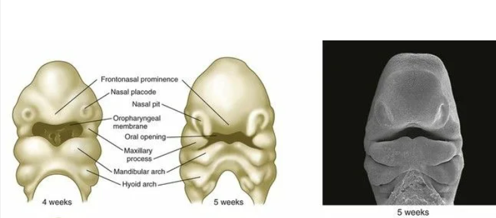 Frontonasal prominence
Nasal placode
Nasal pit
Oropharyngeal
membrane
Oral opening
Maxillary
process
Mandibular arch
Hyoid arch
4 weeks
5 weeks
5 weeks